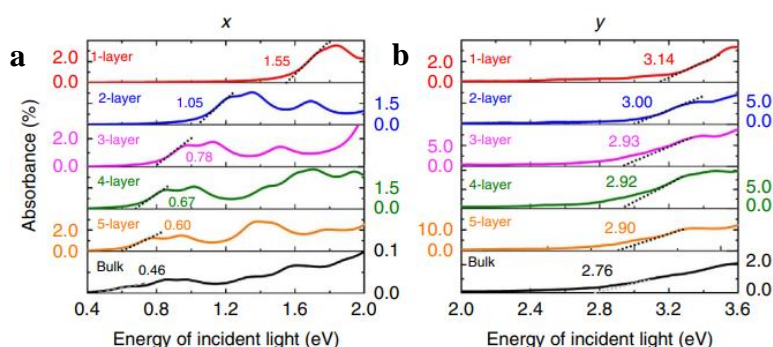 x
y
a
b
1-layer
1.55
2.0
0.0
2-layer
1.05
1.5
0.0
3-layer
0.78
4-layer
0.67
1.5
0.0
5-layer
0.60
2.0
0.0
Bulk
0.46
0.1
0.0
0.4 0.8 1.2 1.6 2.0
Energy of incident light (eV)
Absorbance (%)
1-layer
3.14
2.0
0.0
2-layer
3.00
5.0
0.0
3-layer
2.93
5.0
0.0
4-layer
2.92
5.0
0.0
5-layer
2.90
10.0
0.0
Bulk
2.76
2.0
0.0
2.0 2.4 2.8 3.2 3.6
Energy of incident light (eV)